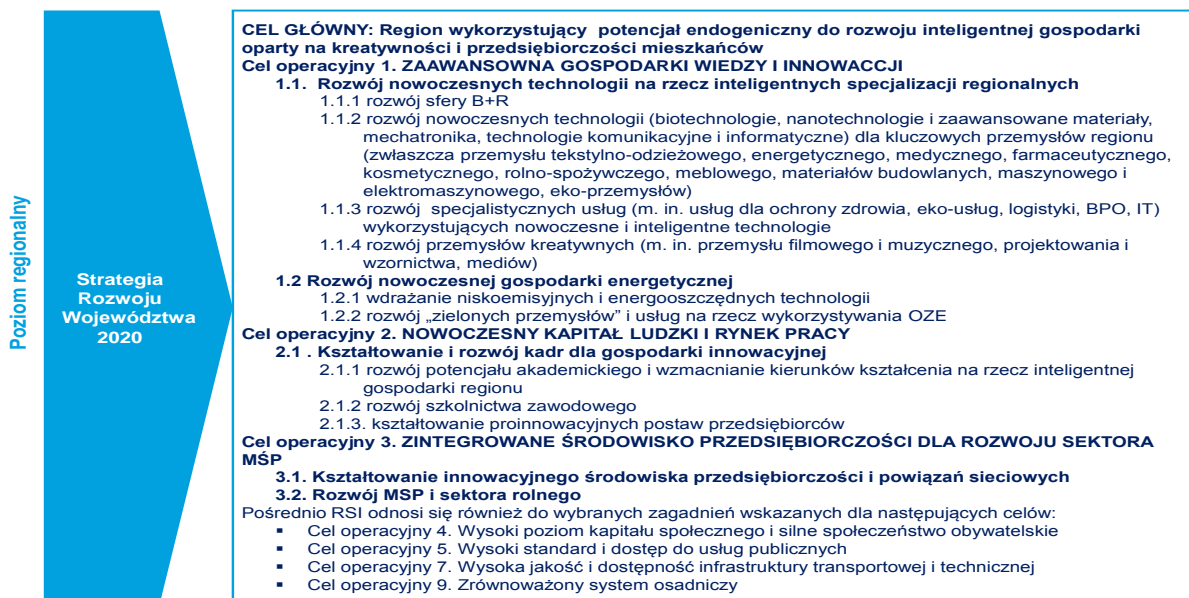 Poziom regionalny
Strategia
Rozwoju
Województwa
2020
CEL GŁÓWNY: Region wykorzystujący potencjał endogeniczny do rozwoju inteligentnej gospodarki
oparty na kreatywności i przedsiębiorczości mieszkańców
Cel operacyjny 1. ZAAWANSOWNA GOSPODARKI WIEDZY I INNOWACCJI
1.1. Rozwój nowoczesnych technologii na rzecz inteligentnych specjalizacji regionalnych
1.1.1 rozwój sfery B+R
1.1.2 rozwój nowoczesnych technologii (biotechnologie, nanotechnologie i zaawansowane materiały,
mechatronika, technologie komunikacyjne i informatyczne) dla kluczowych przemysłów regionu
(zwłaszcza przemysłu tekstylno-odzieżowego, energetycznego, medycznego, farmaceutycznego,
kosmetycznego, rolno-spożywczego, meblowego, materiałów budowlanych, maszynowego i
elektromaszynowego, eko-przemysłów)
1.1.3 rozwój specjalistycznych usług (m. in. usług dla ochrony zdrowia, eko-usług, logistyki, BPO, IT)
wykorzystujących nowoczesne i inteligentne technologie
1.1.4 rozwój przemysłów kreatywnych (m. in. przemysłu filmowego i muzycznego, projektowania i
wzornictwa, mediów)
1.2 Rozwój nowoczesnej gospodarki energetycznej
1.2.1 wdrażanie niskoemisyjnych i energooszczędnych technologii
1.2.2 rozwój „zielonych przemysłów” i usług na rzecz wykorzystywania OZE
Cel operacyjny 2. NOWOCZESNY KAPITAŁ LUDZKI I RYNEK PRACY
2.1 . Kształtowanie i rozwój kadr dla gospodarki innowacyjnej
2.1.1 rozwój potencjału akademickiego i wzmacnianie kierunków kształcenia na rzecz inteligentnej
gospodarki regionu
2.1.2 rozwój szkolnictwa zawodowego
2.1.3. kształtowanie proinnowacyjnych postaw przedsiębiorców
Cel operacyjny 3. ZINTEGROWANE ŚRODOWISKO PRZEDSIĘBIORCZOŚCI DLA ROZWOJU SEKTORA
MŚP
3.1. Kształtowanie innowacyjnego środowiska przedsiębiorczości i powiązań sieciowych
3.2. Rozwój MSP i sektora rolnego
Pośrednio RSI odnosi się również do wybranych zagadnień wskazanych dla następujących celów:
▪ Cel operacyjny 4. Wysoki poziom kapitału społecznego i silne społeczeństwo obywatelskie
▪ Cel operacyjny 5. Wysoki standard i dostęp do usług publicznych
▪ Cel operacyjny 7. Wysoka jakość i dostępność infrastruktury transportowej i technicznej
▪ Cel operacyjny 9. Zrównoważony system osadniczy